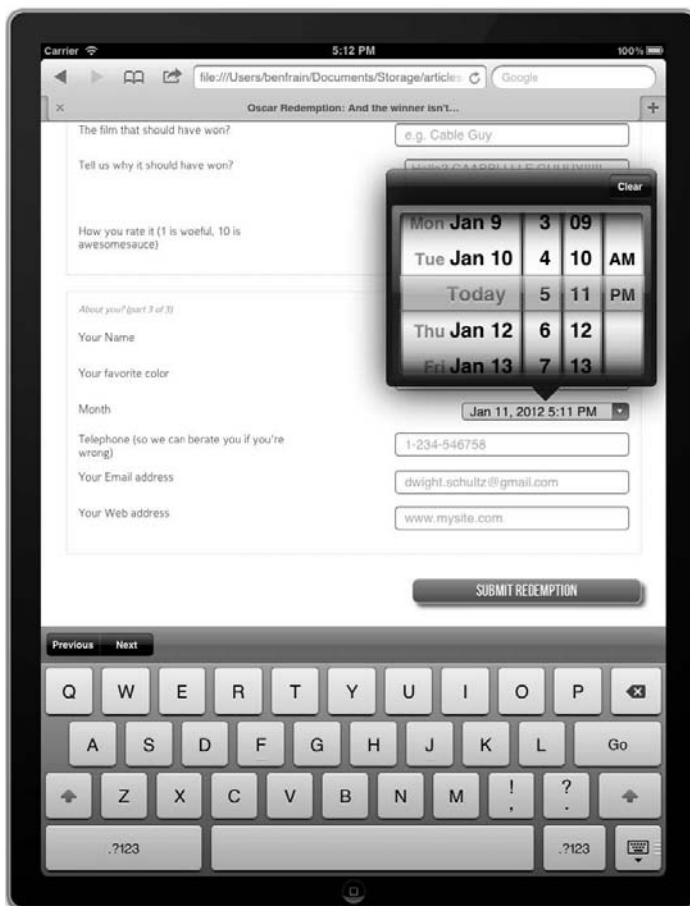 Carrier 5:12 PM 100%
file:///Users/benfrain/Documents/Storage/articles Google
Oscar Redemption: And the winner isn't...
The film that should have won? e.g. Cable Guy
Tell us why it should have won?
Clear
How you rate it (1 is woeful, 10 is
awesomesauce)
Mon Jan 9 3 09
Tue Jan 10 4 10 AM
Today 5 11 PM
Thu Jan 12 6 12
Fri Jan 13 7 13
About you? (part 3 of 3)
Your Name
Your favorite color
Month Jan 11, 2012 5:11 PM
Telephone (so we can berate you if you're
wrong) 1-234-546758
Your Email address dwight.schultz@gmail.com
Your Web address www.mysite.com
SUBMIT REDEMPTION
Previous Next
Q W E R T Y U I O P
A S D F G H J K L Go
Z X C V B N M ! , ? .
.?123 .?123